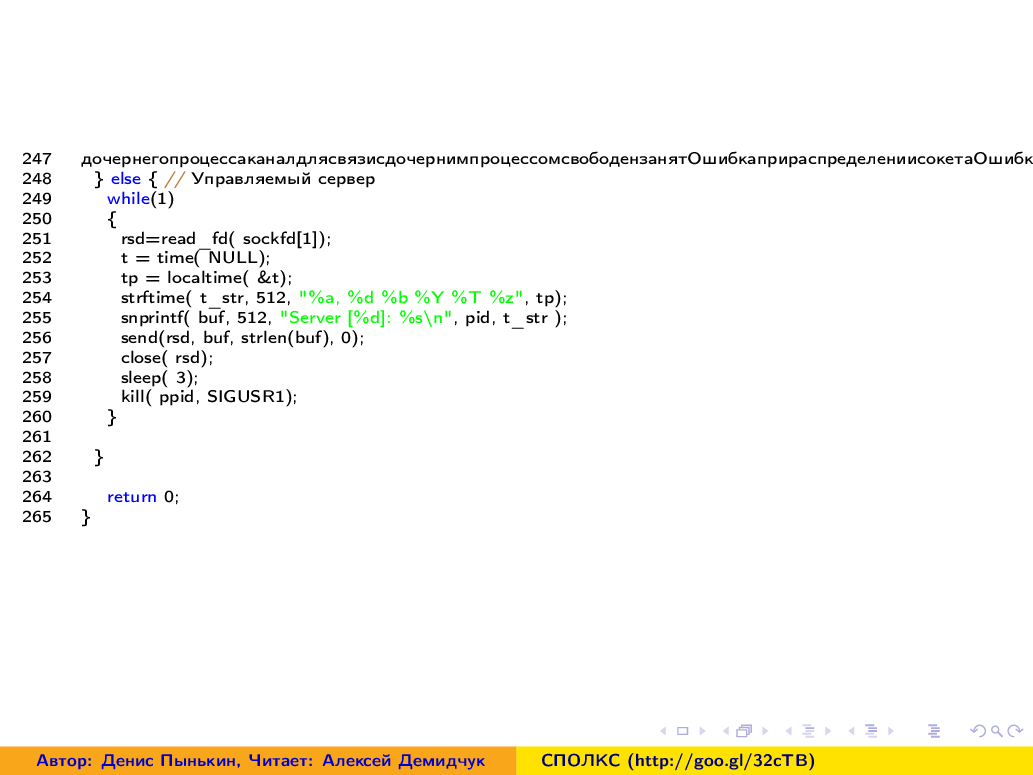 247 дочернегопроцессаканалдлясвязисдочернимпроцессомсвободензанятОшибкаприраспределениисокетаОшибк
248 } else { // Управляемый сервер
249 while(1)
250 {
251 rsd=read_fd( sockfd[1]);
252 t = time( NULL);
253 tp = localtime( &t);
254 strftime( t_str, 512, "%a, %d %b %Y %T %z", tp);
255 snprintf( buf, 512, "Server [%d]: %s\n", pid, t_str );
256 send(rsd, buf, strlen(buf), 0);
257 close( rsd);
258 sleep( 3);
259 kill( ppid, SIGUSR1);
260 }
261
262 }
263
264 return 0;
265 }
Автор: Денис Пынькин, Читает: Алексей Демидчук
СПОЛКС (http://goo.gl/32cTB)